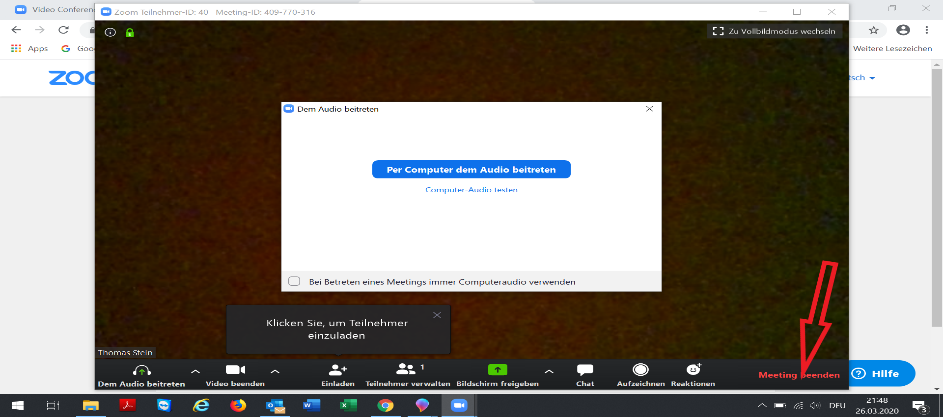 Video Conferen
Zoom Teilnehmer-ID: 40 Meeting-ID: 409-770-316
Apps
Goo
Weitere Lesezeichen
Zu Vollbildmodus wechseln
ZOO
tsch
Dem Audio beitreten
Per Computer dem Audio beitreten
Computer-Audio testen
Bei Betreten eines Meetings immer Computeraudio verwenden
Klicken Sie, um Teilnehmer
einzuladen
Thomas Stein
1
Dem Audio beitreten Video beenden Einladen Teilnehmer verwalten Bildschirm freigeben Chat Aufzeichnen Reaktionen Meeting beenden
Hilfe
DEU
21:48
26.03.2020
3